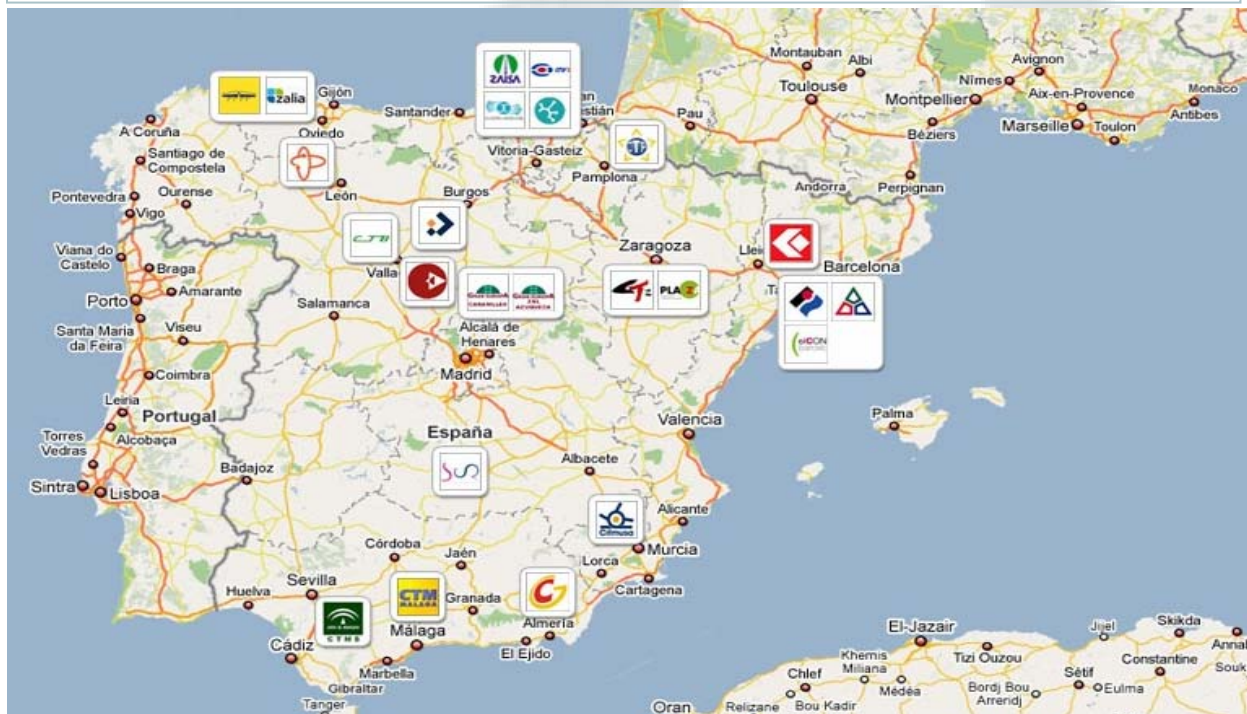 Montauban
Albi
Avignon
Nîmes
Monaco
Toulouse
Montpellier
Aix-en-Provence
Antibes
Béziers
Marseille
Toulon
ZAISA
zalia
Gijón
Santander
Pau
A Coruña
Oviedo
Vitoria-Gasteiz
Pamplona
Santiago de
Compostela
León
Burgos
Andorra
Perpignan
Pontevedra
Ourense
Vigo
Viana do
Castelo
Braga
Zaragoza
Barcelona
Porto
Amarante
Salamanca
PLAZ
Santa Maria
da Feira
Viseu
Alcalá de
Henares
Madrid
Coimbra
Leiria
Portugal
Valencia
Palma
Torres
Vedras
Alcobaça
España
Albacete
Badajoz
Sintra
Lisboa
Alicante
Citmusa
Murcia
Córdoba
Jaén
Lorca
Cartagena
Huelva
Sevilla
CTM
MALAGA
Granada
Almería
CTMS
Málaga
El Ejido
Cádiz
Marbella
Gibraltar
Tanger
El-Jazair
Jijel
Skikda
Tizi Ouzou
Constantine
Khemis
Miliana
Médéa
Chlef
Sétif
Eulma
Bordj Bou
Arreridj
Oran
Relizane
Bou Kadir